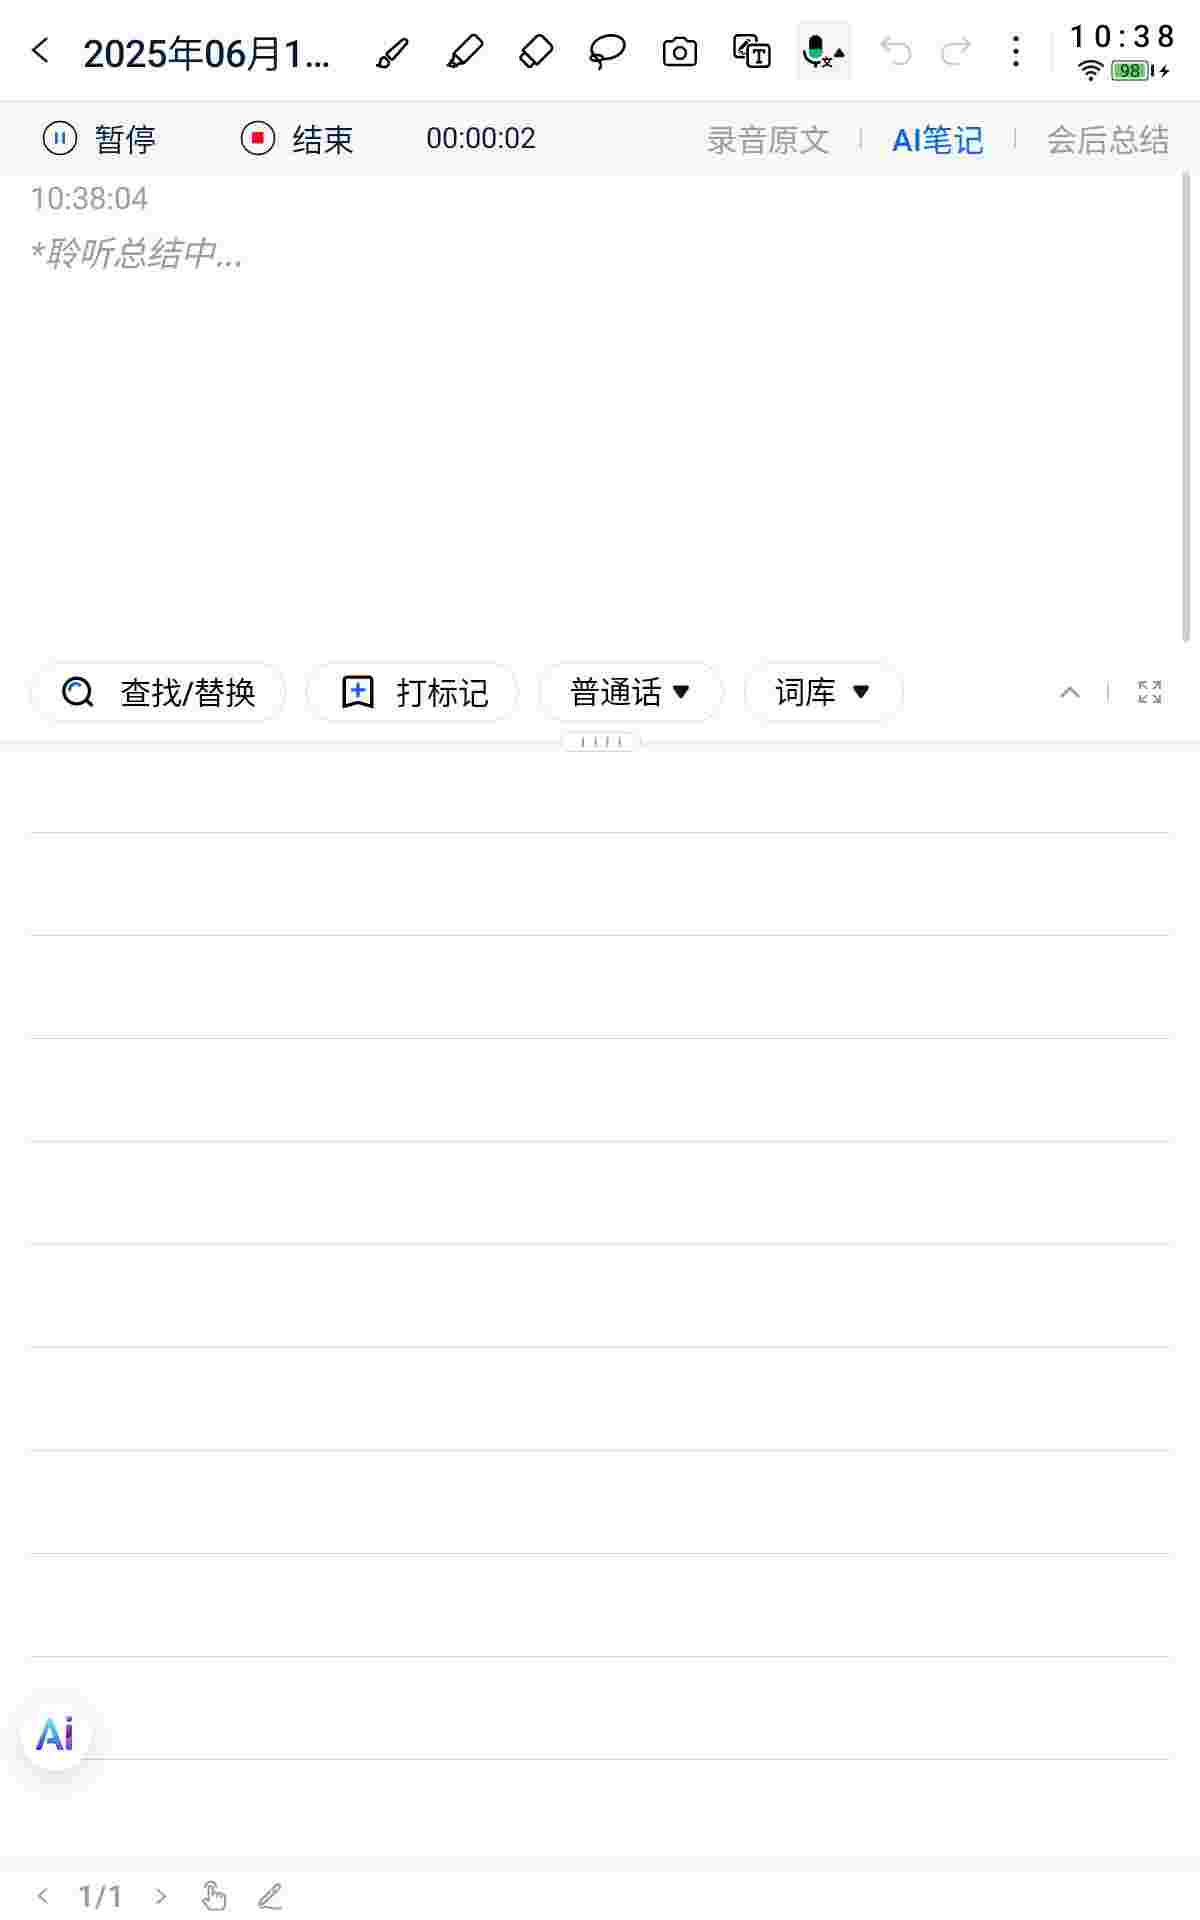 2025年06月1...
10:38
98
暂停
结束
00:00:02
录音原文
AI笔记
会后总结
10:38:04
*聆听总结中...
查找/替换
打标记
普通话
词库
Ai
1/1